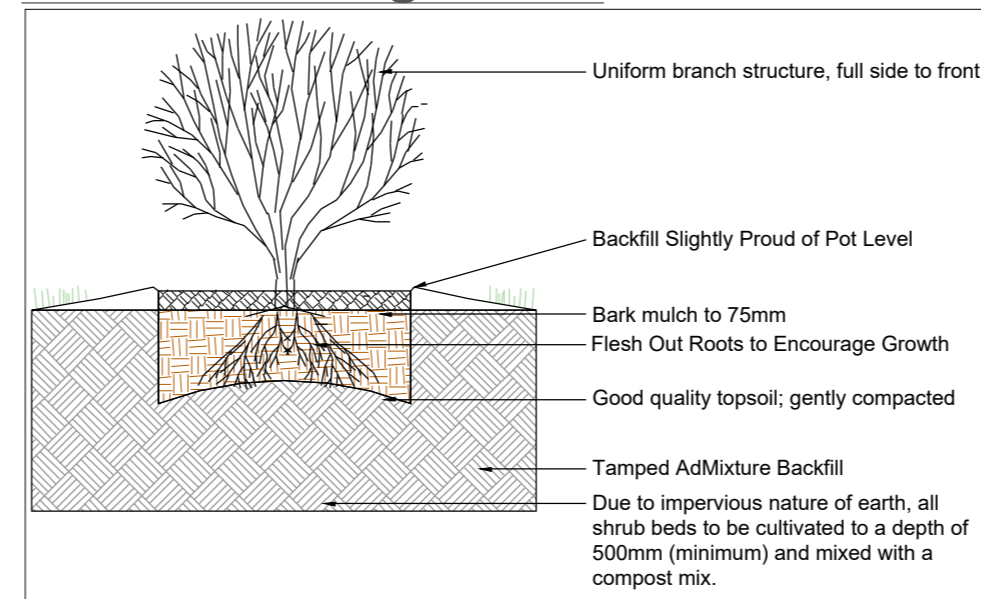 Uniform branch structure, full side to front
Backfill Slightly Proud of Pot Level
Bark mulch to 75mm
Flesh Out Roots to Encourage Growth
Good quality topsoil; gently compacted
Tamped AdMixture Backfill
Due to impervious nature of earth, all
shrub beds to be cultivated to a depth of
500mm (minimum) and mixed with a
compost mix.